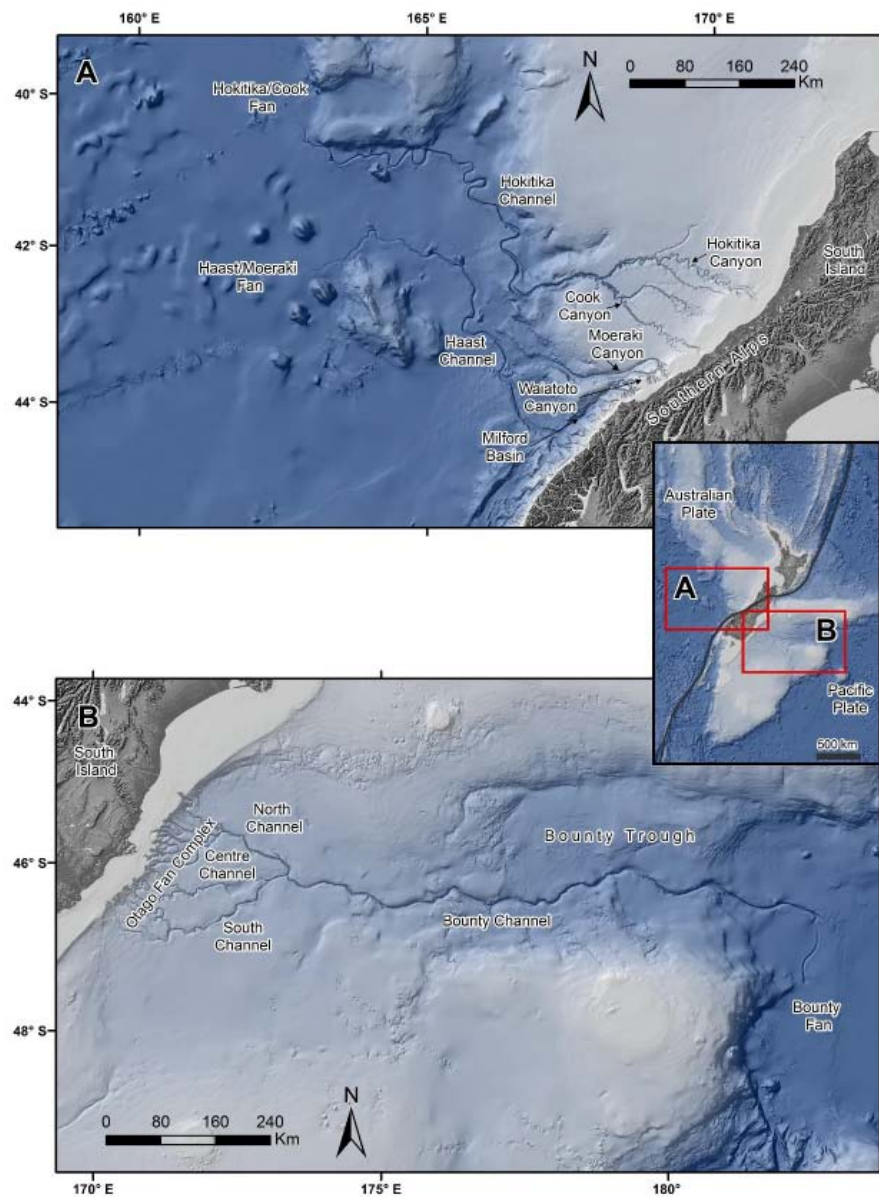 160° E
165° E
170° E
A
N
0 80 160 240
Km
40° S
42° S
44° S
Hokitika/Cook
Fan
Hokitika
Channel
Hokitika
Canyon
South
Island
Haast/Moeraki
Fan
Cook
Canyon
Haast
Channel
Moeraki
Canyon
Waiatoto
Canyon
Milford
Basin
Southern Alps
Australian
Plate
A
B
Pacific
Plate
500 km
44° S
46° S
48° S
B
South
Island
North
Channel
Bounty Trough
Centre
Channel
Otago Fan Complex
South
Channel
Bounty Channel
Bounty
Fan
N
0 80 160 240
Km
170° E
175° E
180°